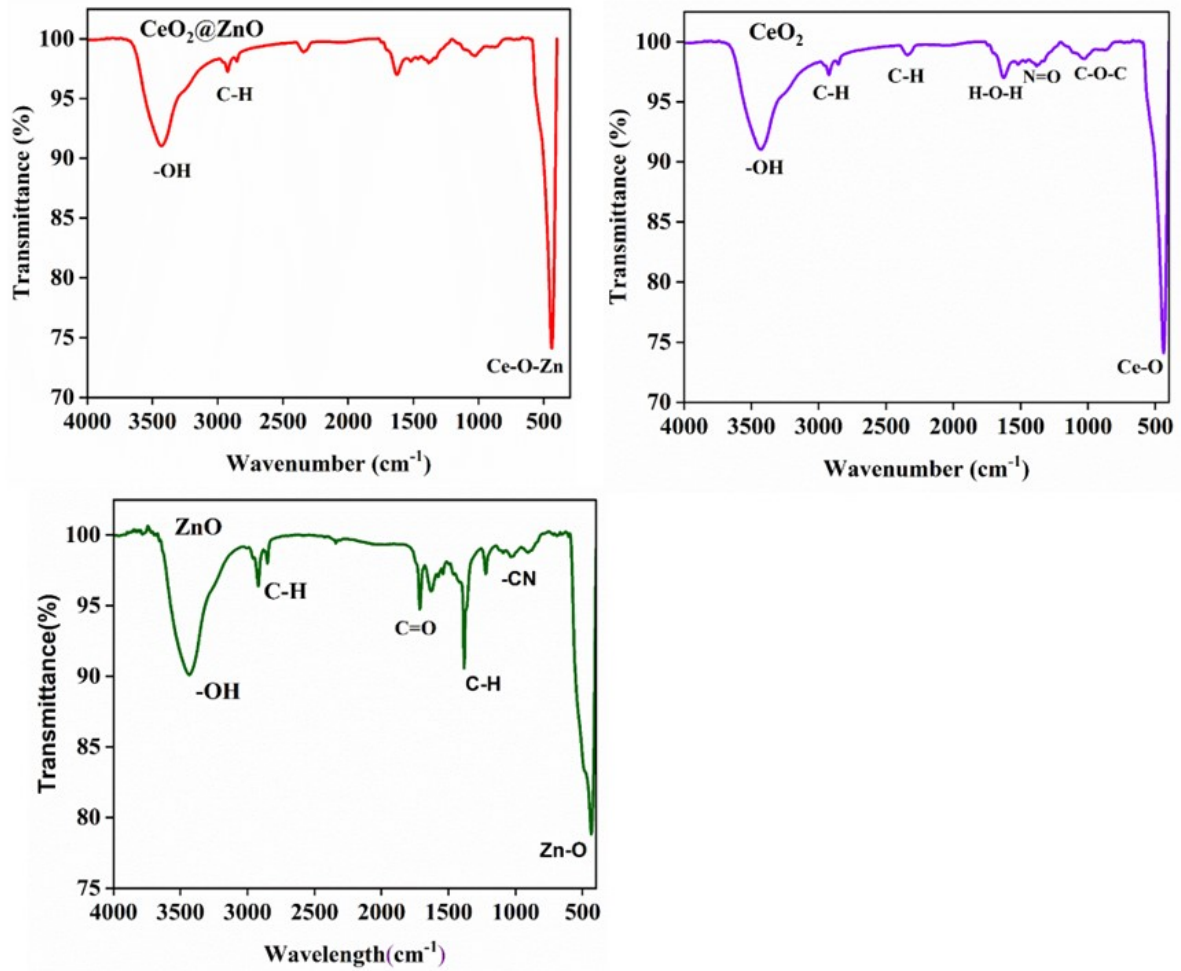 CeO₂@ZnO
100
95
90
85
80
75
70
Transmittance (%)
-OH
C-H
Ce-O-Zn
4000 3500 3000 2500 2000 1500 1000 500
Wavenumber (cm⁻¹)
CeO₂
100
95
90
85
80
75
70
Transmittance (%)
-OH
C-H
C-H
H-O-H
N=O
C-O-C
Ce-O
4000 3500 3000 2500 2000 1500 1000 500
Wavenumber (cm⁻¹)
ZnO
100
95
90
85
80
75
Transmittance(%)
-OH
C-H
C=O
C-H
-CN
Zn-O
4000 3500 3000 2500 2000 1500 1000 500
Wavelength(cm⁻¹)